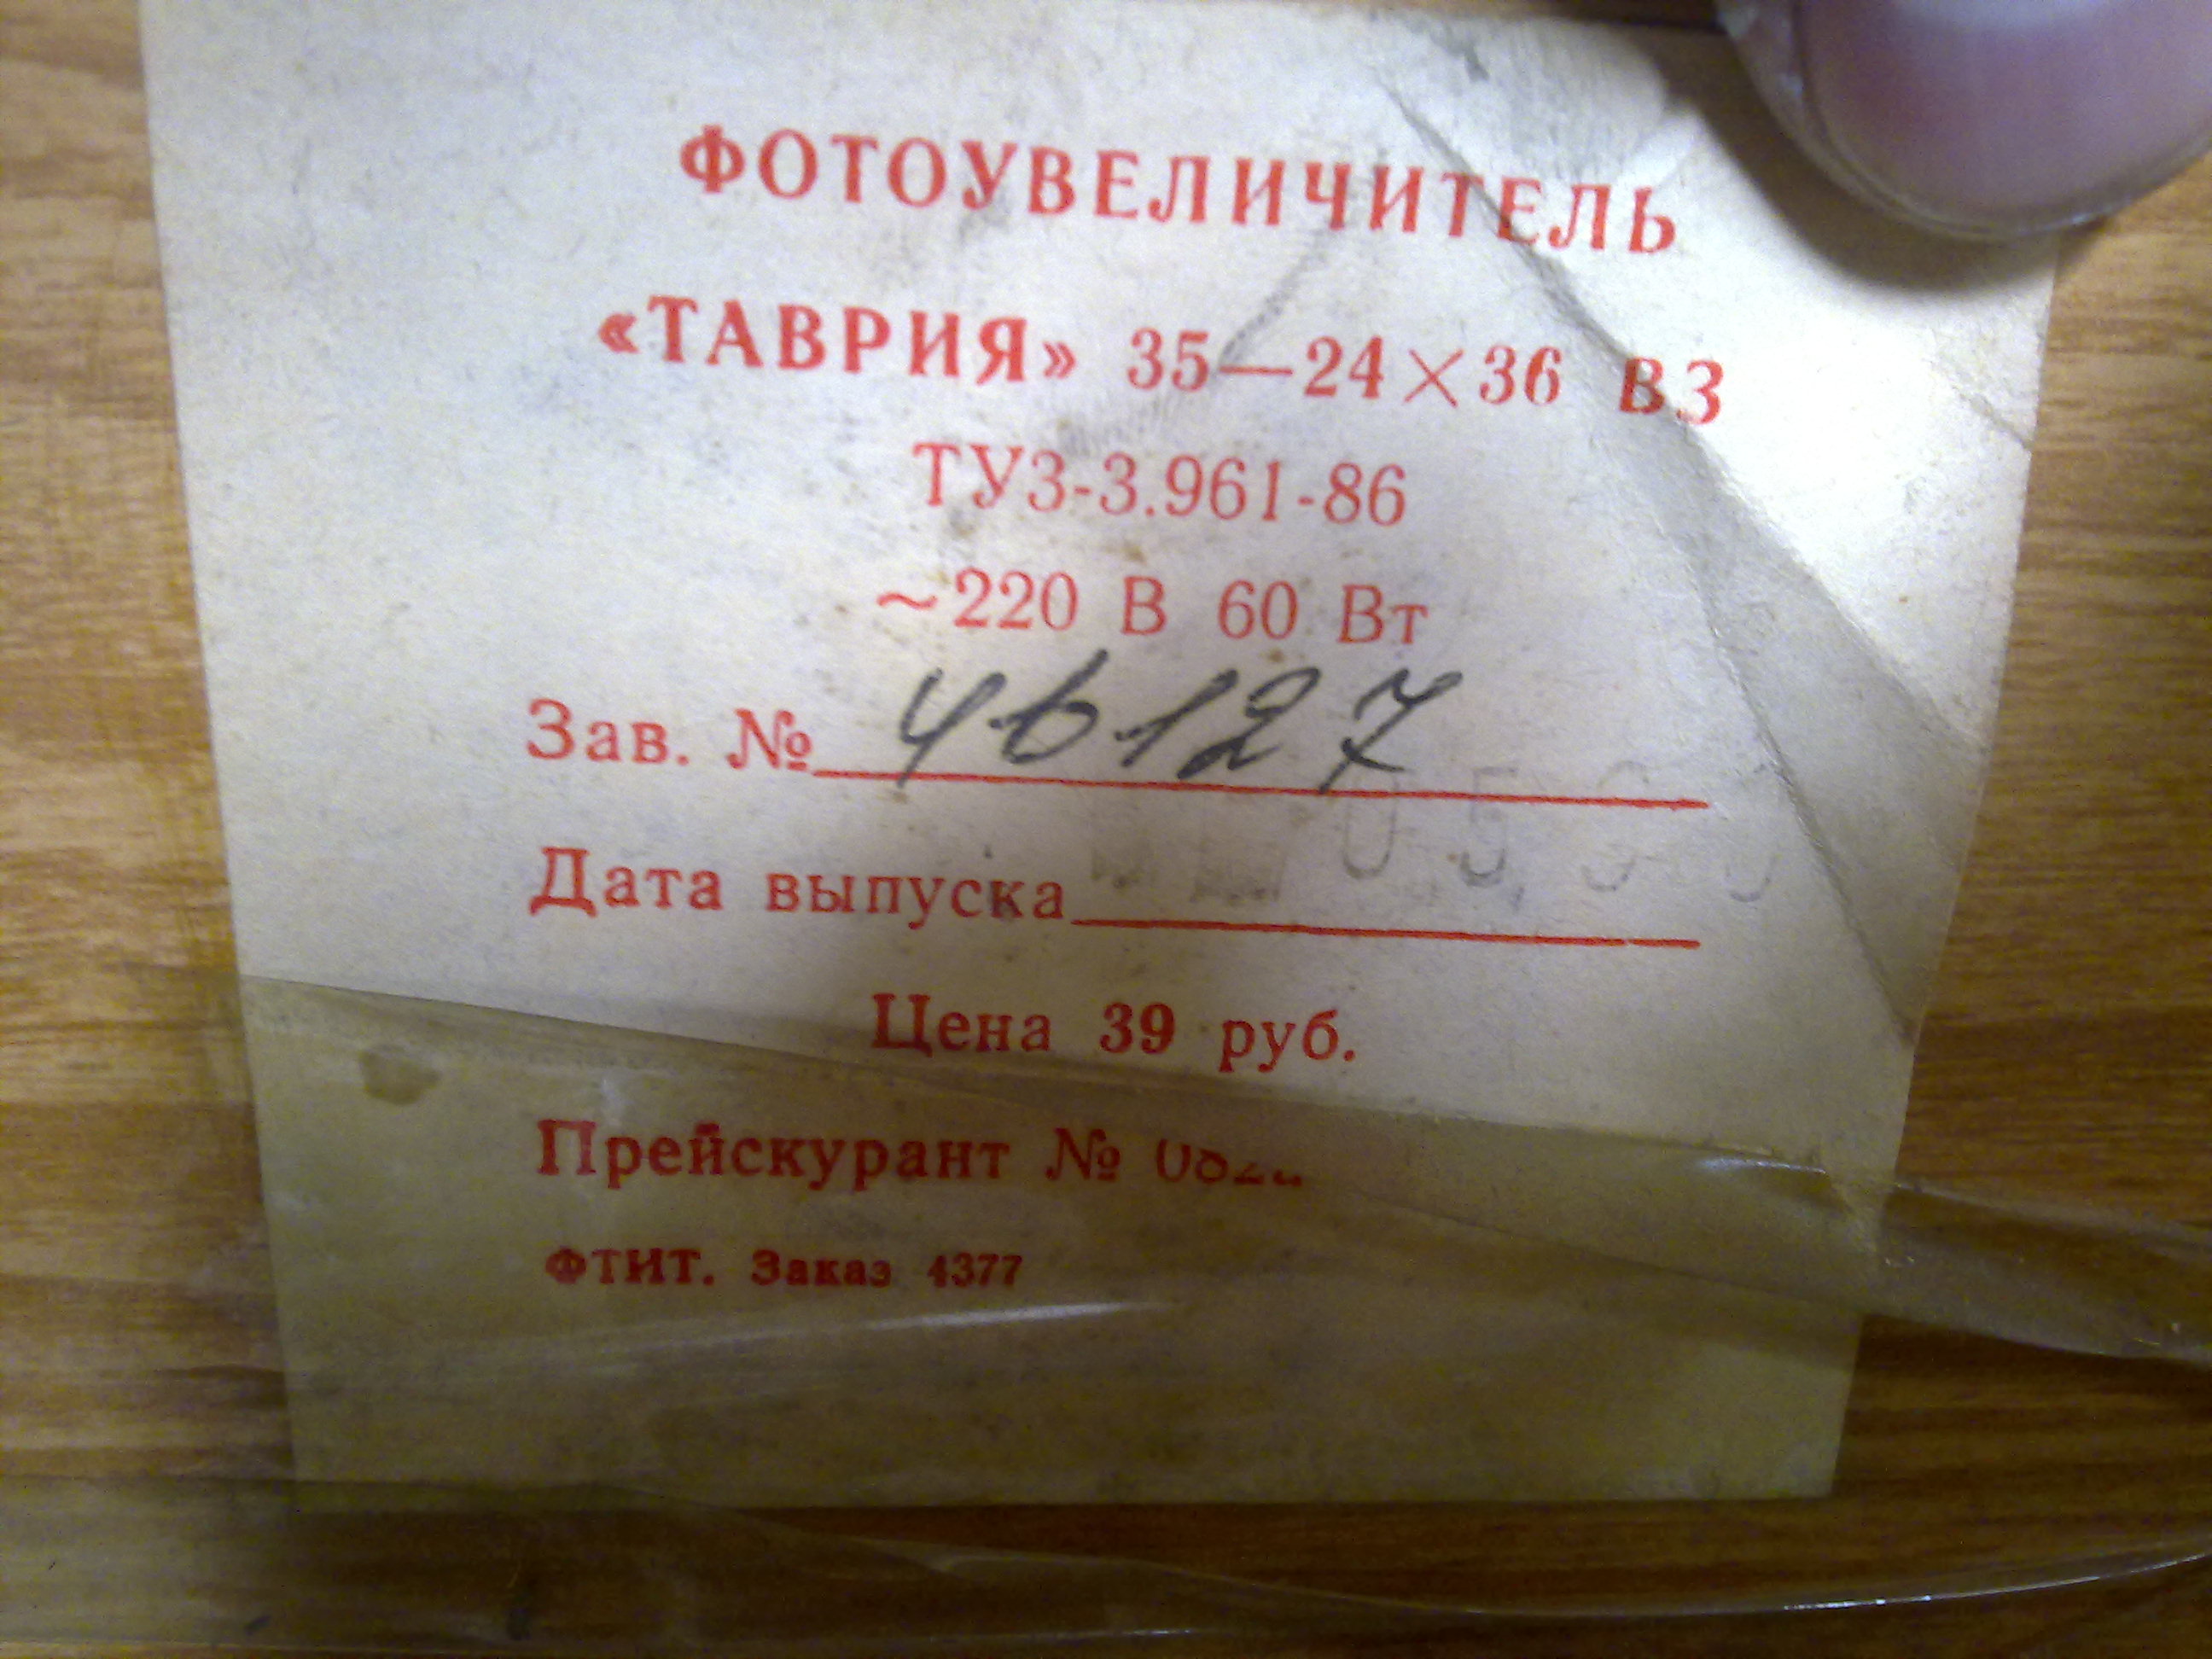 ФОТОУВЕЛИЧИТЕЛЬ
«ТАВРИЯ» 35—24×36 ВЗ
ТУ3-3.961-86
~220 В 60 Вт
Зав. № 46127
Дата выпуска
Цена 39 руб.
Прейскурант №
ФТИТ. Заказ 4377